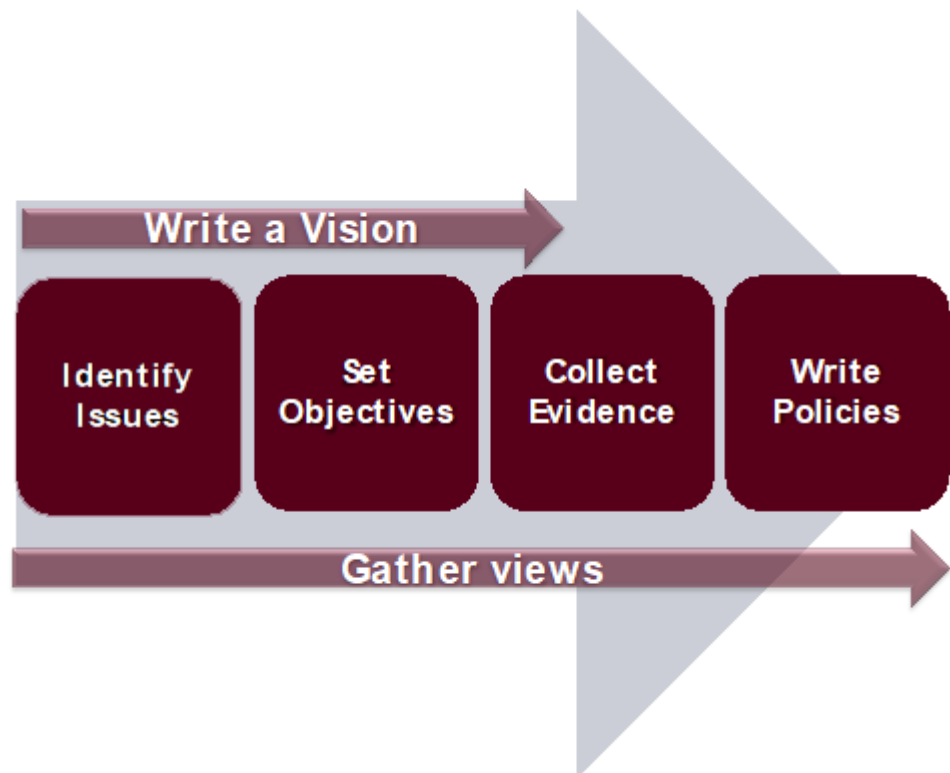 Write a Vision
Identify
Issues
Set
Objectives
Collect
Evidence
Write
Policies
Gather views